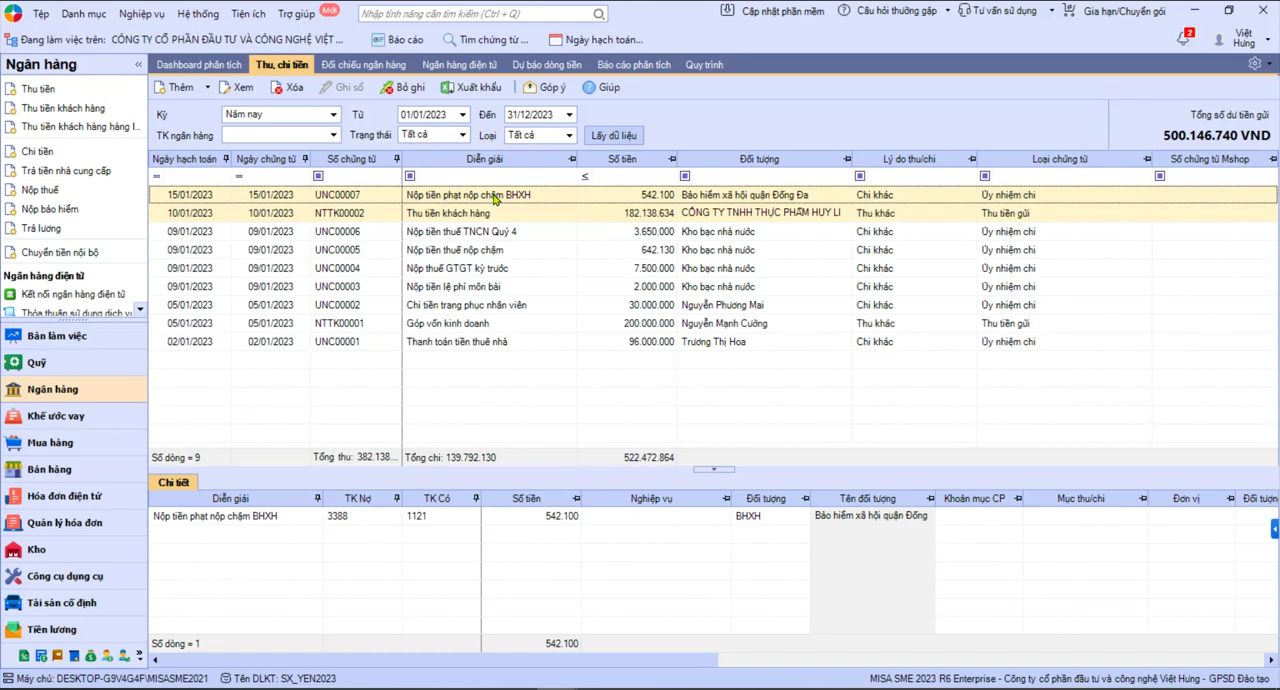 Tệp Danh mục Nghiệp vụ Hệ thống Tiện ích Trợ giúp Mới Nhập tính năng cần tìm kiếm (Ctrl + Q) Cập nhật phần mềm Câu hỏi thường gặp Tư vấn sử dụng Gia hạn/Chuyển gói
Đang làm việc trên: CÔNG TY CỔ PHẦN ĐẦU TƯ VÀ CÔNG NGHỆ VIỆT ... Báo cáo Tìm chứng từ ... Ngày hạch toán... 2 Việt Hưng
Ngân hàng «
Dashboard phân tích Thu, chi tiền Đối chiếu ngân hàng Ngân hàng điện tử Dự báo dòng tiền Báo cáo phân tích Quy trình
Thêm Xem Xóa Ghi sổ Bỏ ghi Xuất khẩu Góp ý Giúp
Kỳ Năm nay Từ 01/01/2023 Đến 31/12/2023
TK ngân hàng Trạng thái Tất cả Loại Tất cả Lấy dữ liệu
Tổng số dư tiền gửi
500.146.740 VND
Thu tiền
Thu tiền khách hàng
Thu tiền khách hàng hàng l...
Chi tiền
Trả tiền nhà cung cấp
Nộp thuế
Nộp bảo hiểm
Trả lương
Chuyển tiền nội bộ
Ngân hàng điện tử
Kết nối ngân hàng điện tử
Thỏa thuận sử dụng dịch vụ
Bàn làm việc
Quỹ
Ngân hàng
Khế ước vay
Mua hàng
Bán hàng
Hóa đơn điện tử
Quản lý hóa đơn
Kho
Công cụ dụng cụ
Tài sản cố định
Tiền lương
Ngày hạch toán Ngày chứng từ Số chứng từ Diễn giải Số tiền Đối tượng Lý do thu/chi Loại chứng từ Số chứng từ Mshop
= = ≤
15/01/2023 15/01/2023 UNC00007 Nộp tiền phạt nộp chậm BHXH 542.100 Bảo hiểm xã hội quận Đống Đa Chi khác Ủy nhiệm chi
10/01/2023 10/01/2023 NTTK00002 Thu tiền khách hàng 182.138.634 CÔNG TY TNHH THỰC PHẨM HUY LI Thu khác Thu tiền gửi
09/01/2023 09/01/2023 UNC00006 Nộp tiền thuế TNCN Quý 4 3.650.000 Kho bạc nhà nước Chi khác Ủy nhiệm chi
09/01/2023 09/01/2023 UNC00005 Nộp tiền thuế nộp chậm 642.130 Kho bạc nhà nước Chi khác Ủy nhiệm chi
09/01/2023 09/01/2023 UNC00004 Nộp thuế GTGT kỳ trước 7.500.000 Kho bạc nhà nước Chi khác Ủy nhiệm chi
09/01/2023 09/01/2023 UNC00003 Nộp tiền lệ phí môn bài 2.000.000 Kho bạc nhà nước Chi khác Ủy nhiệm chi
05/01/2023 05/01/2023 UNC00002 Chi tiền trang phục nhân viên 30.000.000 Nguyễn Phương Mai Chi khác Ủy nhiệm chi
05/01/2023 05/01/2023 NTTK00001 Góp vốn kinh doanh 200.000.000 Nguyễn Mạnh Cường Thu khác Thu tiền gửi
02/01/2023 02/01/2023 UNC00001 Thanh toán tiền thuê nhà 96.000.000 Trương Thị Hoa Chi khác Ủy nhiệm chi
Số dòng = 9 Tổng thu: 382.138... Tổng chi: 139.792.130 522.472.864
Chi tiết
Diễn giải TK Nợ TK Có Số tiền Nghiệp vụ Đối tượng Tên đối tượng Khoản mục CP Mục thu/chi Đơn vị Đối tượn
Nộp tiền phạt nộp chậm BHXH 3388 1121 542.100 BHXH Bảo hiểm xã hội quận Đống
Số dòng = 1 542.100
Máy chủ: DESKTOP-G9V4G4F\MISASME2021 Tên DLKT: SX_YEN2023 MISA SME 2023 R6 Enterprise - Công ty cổ phần đầu tư và công nghệ Việt Hưng - GPSD Đào tạo